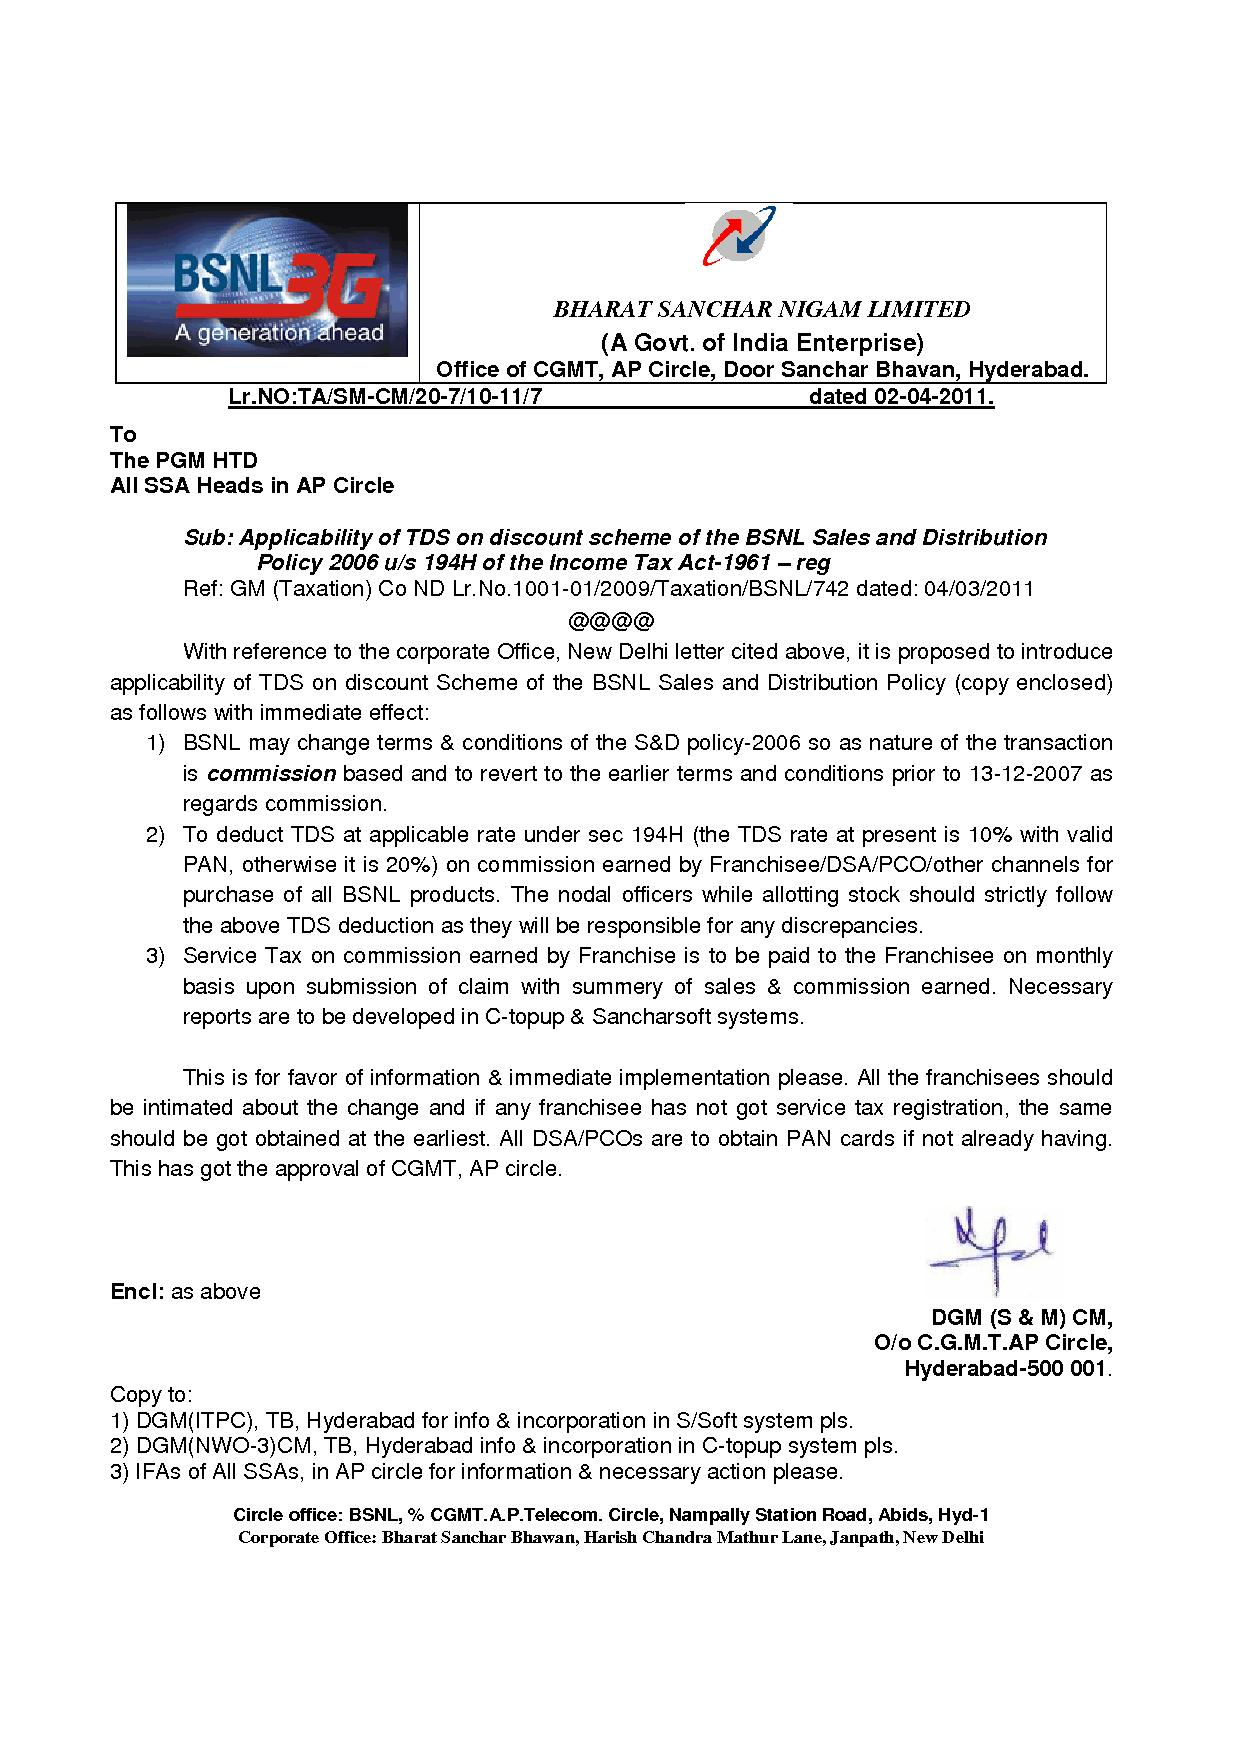 BSNL 3G
A generation ahead
BHARAT SANCHAR NIGAM LIMITED
(A Govt. of India Enterprise)
Office of CGMT, AP Circle, Door Sanchar Bhavan, Hyderabad.
Lr.NO:TA/SM-CM/20-7/10-11/7 dated 02-04-2011.
To
The PGM HTD
All SSA Heads in AP Circle
Sub: Applicability of TDS on discount scheme of the BSNL Sales and Distribution
Policy 2006 u/s 194H of the Income Tax Act-1961 – reg
Ref: GM (Taxation) Co ND Lr.No.1001-01/2009/Taxation/BSNL/742 dated: 04/03/2011
@@@@
With reference to the corporate Office, New Delhi letter cited above, it is proposed to introduce
applicability of TDS on discount Scheme of the BSNL Sales and Distribution Policy (copy enclosed)
as follows with immediate effect:
1) BSNL may change terms & conditions of the S&D policy-2006 so as nature of the transaction
is commission based and to revert to the earlier terms and conditions prior to 13-12-2007 as
regards commission.
2) To deduct TDS at applicable rate under sec 194H (the TDS rate at present is 10% with valid
PAN, otherwise it is 20%) on commission earned by Franchisee/DSA/PCO/other channels for
purchase of all BSNL products. The nodal officers while allotting stock should strictly follow
the above TDS deduction as they will be responsible for any discrepancies.
3) Service Tax on commission earned by Franchise is to be paid to the Franchisee on monthly
basis upon submission of claim with summery of sales & commission earned. Necessary
reports are to be developed in C-topup & Sancharsoft systems.
This is for favor of information & immediate implementation please. All the franchisees should
be intimated about the change and if any franchisee has not got service tax registration, the same
should be got obtained at the earliest. All DSA/PCOs are to obtain PAN cards if not already having.
This has got the approval of CGMT, AP circle.
Encl: as above
DGM (S & M) CM,
O/o C.G.M.T.AP Circle,
Hyderabad-500 001.
Copy to:
1) DGM(ITPC), TB, Hyderabad for info & incorporation in S/Soft system pls.
2) DGM(NWO-3)CM, TB, Hyderabad info & incorporation in C-topup system pls.
3) IFAs of All SSAs, in AP circle for information & necessary action please.
Circle office: BSNL, % CGMT.A.P.Telecom. Circle, Nampally Station Road, Abids, Hyd-1
Corporate Office: Bharat Sanchar Bhawan, Harish Chandra Mathur Lane, Janpath, New Delhi